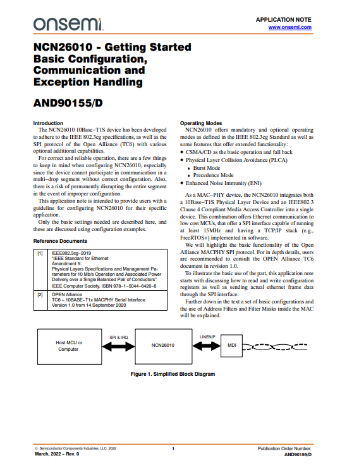 onsemi™
APPLICATION NOTE
www.onsemi.com
NCN26010 - Getting Started
Basic Configuration,
Communication and
Exception Handling
AND90155/D
Introduction
The NCN26010 10Base−T1S device has been developed
to adhere to the IEEE 802.3cg specifications, as well as the
SPI protocol of the Open Alliance (TC6) with various
optional additional capabilities.
For correct and reliable operation, there are a few things
to keep in mind when configuring NCN26010, especially
since the device cannot participate in communication in a
multi−drop segment without correct configuration. Also,
there is a risk of permanently disrupting the entire segment
in the event of improper configuration.
This application note is intended to provide users with a
guideline for configuring NCN26010 for their specific
application.
Only the basic settings needed are described here, and
these are discussed using configuration examples.
Reference Documents
[1] IEEE802.3cg−2019
"IEEE Standard for Ethernet
Amendment 5:
Physical Layers Specifications and Management Pa-
rameters for 10 Mb/s Operation and Associated Power
Delivery over a Single Balanced Pair of Conductors"
IEEE Computer Society, ISBN 978−1−5044−6428−8
[2] OPEN Alliance
TC6 − 10BASE−T1x MACPHY Serial Interface
Version 1.0 from 14 September 2020
Operating Modes
NCN26010 offers mandatory and optional operating
modes as defined in the IEEE 802.3cg Standard as well as
some features that offer extended functionality:
• CSMA/CD as the basic operation and fall back
• Physical Layer Collision Avoidance (PLCA)
♦ Burst Mode
♦ Precedence Mode
• Enhanced Noise Immunity (ENI)
As a MAC−PHY device, the NCN26010 integrates both
a 10Base−T1S Physical Layer Device and an IEEE802.3
Clause 4 compliant Media Access Controller into a single
device. This combination offers Ethernet communication to
low cost MCUs, that offer a SPI interface capable of running
at least 15MHz and having a TCP/IP stack (e.g.,
FreeRTOS+) implemented in software.
We will highlight the basic functionality of the Open
Alliance MACPHY SPI protocol. For in depth details, users
are recommended to consult the OPEN Alliance TC6
document in revision 1.0.
To illustrate the basic use of the part, this application note
starts with discussing how to read and write configuration
registers as well as sending actual ethernet frame data
through the SPI interface.
Further down in the text a set of basic configurations and
the use of Address Filters and Filter Masks inside the MAC
will be explained.
Host MCU or
Computer
SPI & IRQ
NCN26010
LINEN/P
MDI
Figure 1. Simplified Block Diagram
© Semiconductor Components Industries, LLC, 2022
March, 2022 − Rev. 0
1
Publication Order Number:
AND90155/D